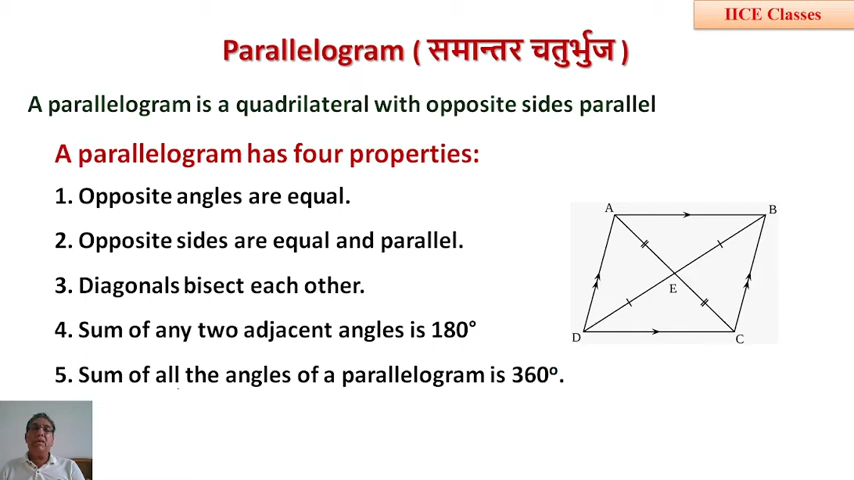 IICE Classes
Parallelogram ( समान्तर चतुर्भुज )
A parallelogram is a quadrilateral with opposite sides parallel
A parallelogram has four properties:
1. Opposite angles are equal.
2. Opposite sides are equal and parallel.
3. Diagonals bisect each other.
4. Sum of any two adjacent angles is 180°
5. Sum of all the angles of a parallelogram is 360º.
A B
E
D C